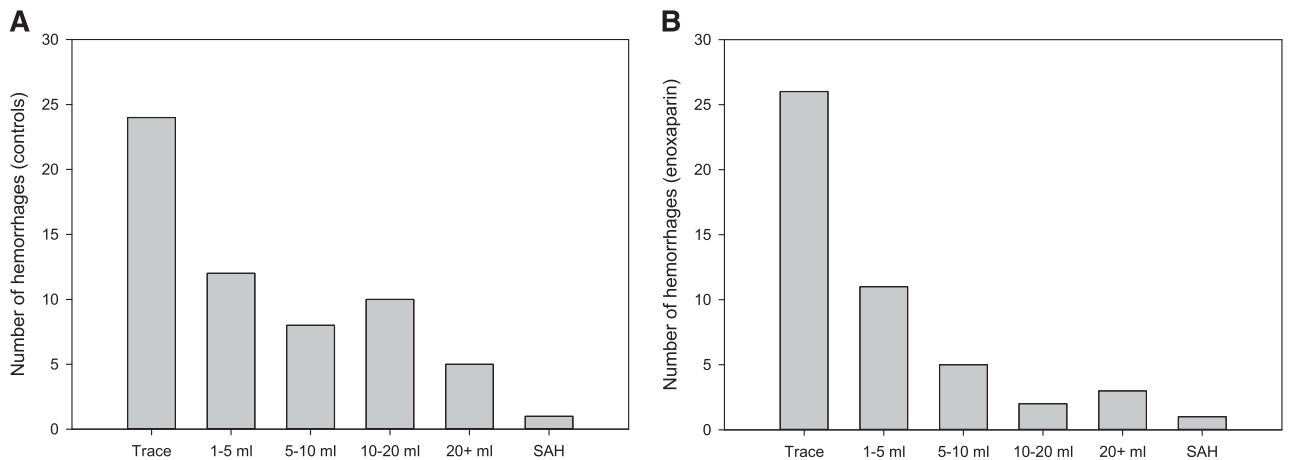 A
Number of hemorrhages (controls)
30
25
20
15
10
5
0
Trace 1-5 ml 5-10 ml 10-20 ml 20+ ml SAH
B
Number of hemorrhages (enoxaparin)
30
25
20
15
10
5
0
Trace 1-5 ml 5-10 ml 10-20 ml 20+ ml SAH